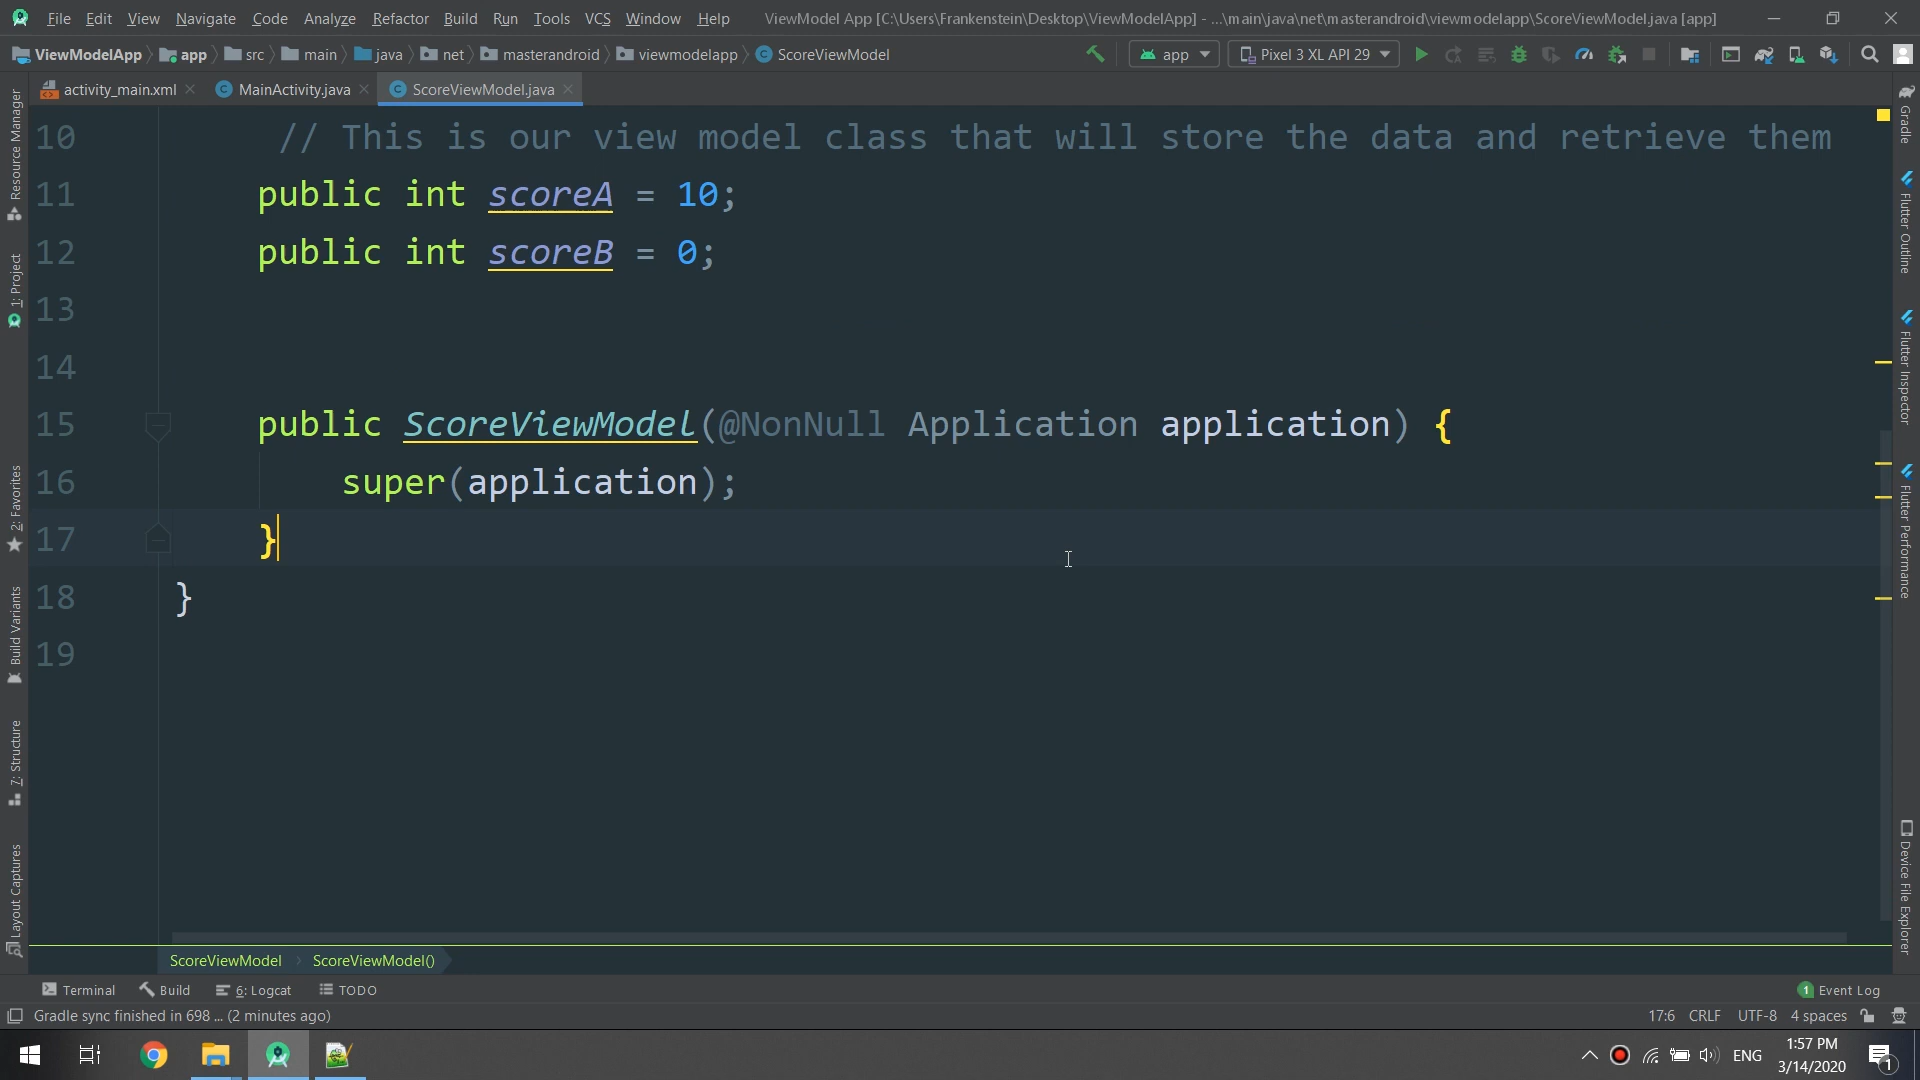 File Edit View Navigate Code Analyze Refactor Build Run Tools VCS Window Help ViewModel App [C:\Users\Frankenstein\Desktop\ViewModelApp] - ...\main\java\net\masterandroid\viewmodelapp\ScoreViewModel.java [app]
ViewModelApp app src main java net masterandroid viewmodelapp ScoreViewModel app Pixel 3 XL API 29
activity_main.xml MainActivity.java ScoreViewModel.java
10 // This is our view model class that will store the data and retrieve them
11 public int scoreA = 10;
12 public int scoreB = 0;
13
14
15 public ScoreViewModel(@NonNull Application application) {
16 super(application);
17 }
18 }
19
Resource Manager
1: Project
2: Favorites
Build Variants
7: Structure
Layout Captures
Gradle
Flutter Outline
Flutter Inspector
Flutter Performance
Device File Explorer
ScoreViewModel ScoreViewModel()
Terminal Build 6: Logcat TODO 1 Event Log
Gradle sync finished in 698 ... (2 minutes ago) 17:6 CRLF UTF-8 4 spaces
ENG 1:57 PM
3/14/2020 1